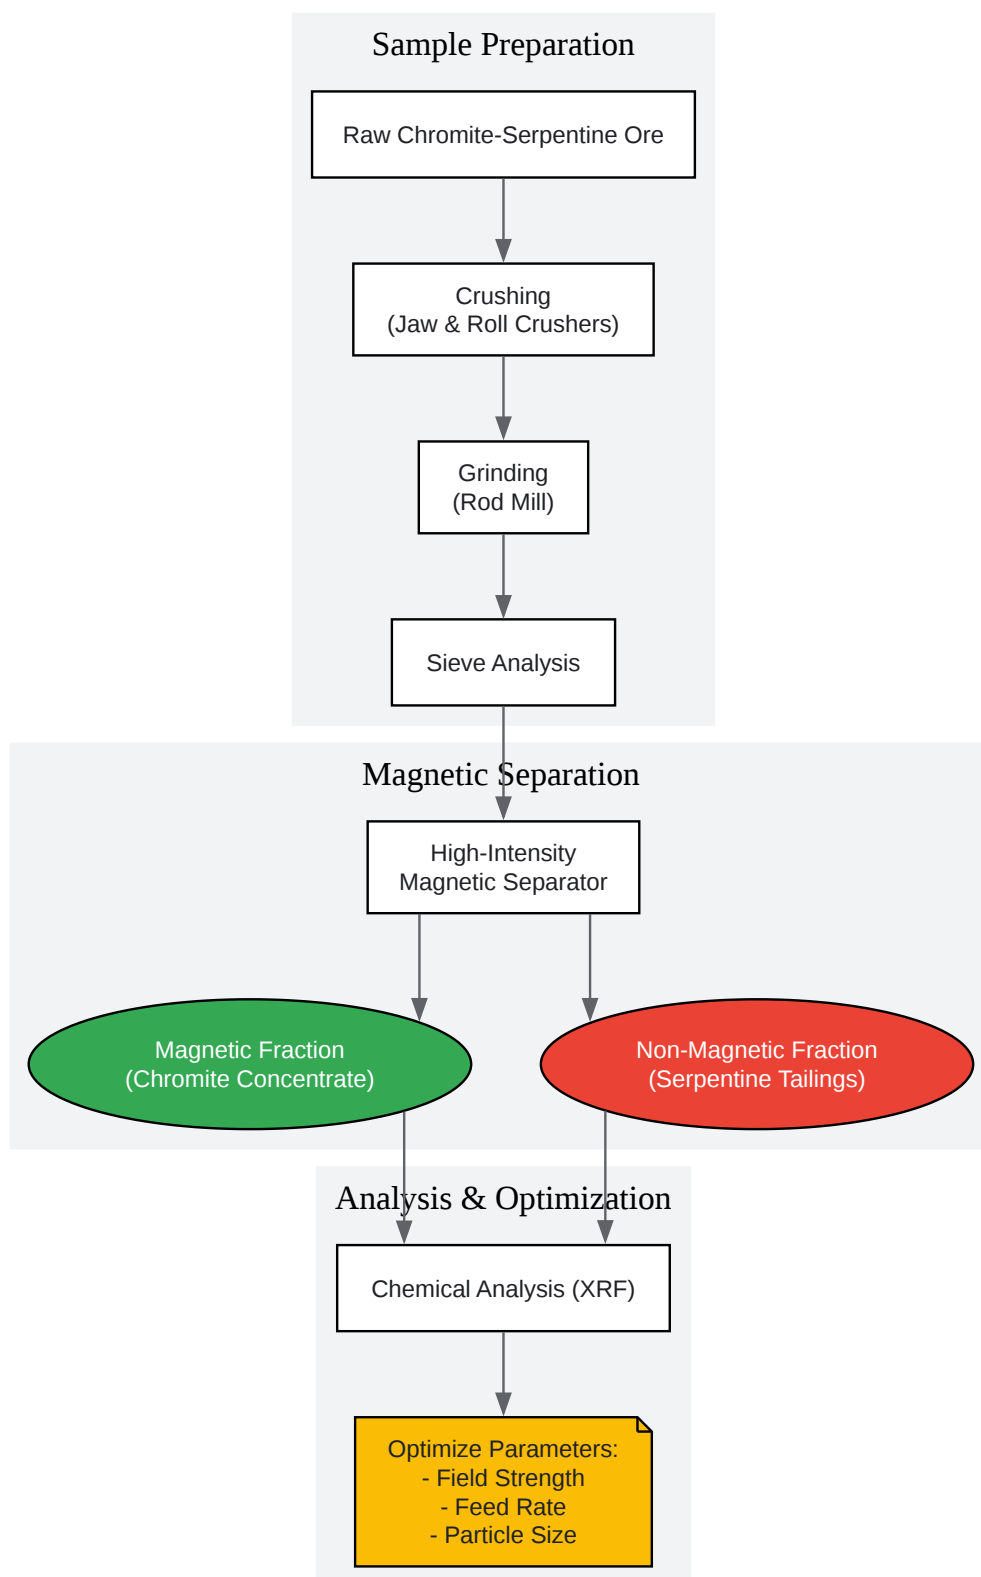 Sample Preparation
Raw Chromite-Serpentine Ore
Crushing
(Jaw & Roll Crushers)
Grinding
(Rod Mill)
Sieve Analysis
Magnetic Separation
High-Intensity
Magnetic Separator
Magnetic Fraction
(Chromite Concentrate)
Non-Magnetic Fraction
(Serpentine Tailings)
Analysis & Optimization
Chemical Analysis (XRF)
Optimize Parameters:
- Field Strength
- Feed Rate
- Particle Size